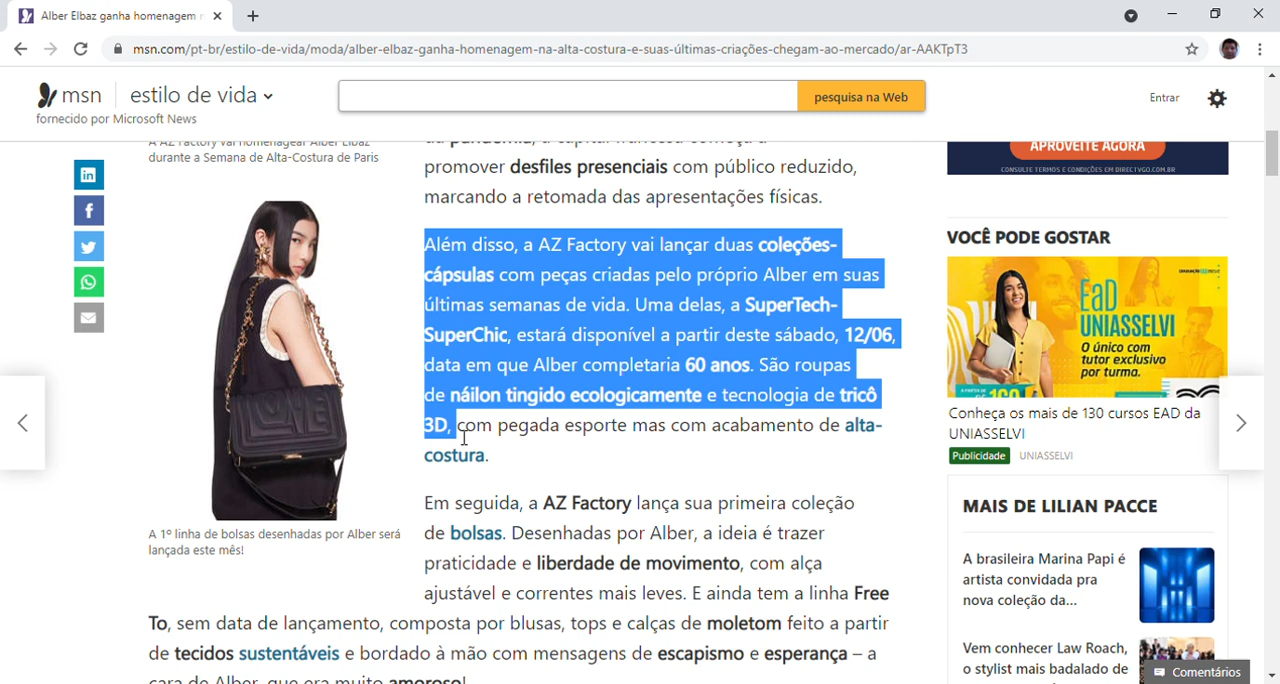 Alber Elbaz ganha homenagem
msn.com/pt-br/estilo-de-vida/moda/alber-elbaz-ganha-homenagem-na-alta-costura-e-suas-últimas-criações-chegam-ao-mercado/ar-AAKTpT3
msn
estilo de vida
pesquisa na Web
Entrar
fornecido por Microsoft News
A AZ Factory vai homenagear Alber Elbaz
durante a Semana de Alta-Costura de Paris
A 1º linha de bolsas desenhadas por Alber será
lançada este mês!
da pandemia, a capital francesa começa a
promover desfiles presenciais com público reduzido,
marcando a retomada das apresentações físicas.
Além disso, a AZ Factory vai lançar duas coleções-
cápsulas com peças criadas pelo próprio Alber em suas
últimas semanas de vida. Uma delas, a SuperTech-
SuperChic, estará disponível a partir deste sábado, 12/06,
data em que Alber completaria 60 anos. São roupas
de náilon tingido ecologicamente e tecnologia de tricô
3D, com pegada esporte mas com acabamento de alta-
costura.
Em seguida, a AZ Factory lança sua primeira coleção
de bolsas. Desenhadas por Alber, a ideia é trazer
praticidade e liberdade de movimento, com alça
ajustável e correntes mais leves. E ainda tem a linha Free
To, sem data de lançamento, composta por blusas, tops e calças de moletom feito a partir
de tecidos sustentáveis e bordado à mão com mensagens de escapismo e esperança – a
cara de Alber, que era muito amoroso!
APROVEITE AGORA
CONSULTE TERMOS E CONDIÇÕES EM DIRECTVGO.COM.BR
VOCÊ PODE GOSTAR
EaD
UNIASSELVI
O único com
tutor exclusivo
por turma.
Conheça os mais de 130 cursos EAD da
UNIASSELVI
Publicidade
UNIASSELVI
MAIS DE LILIAN PACCE
A brasileira Marina Papi é
artista convidada pra
nova coleção da...
Vem conhecer Law Roach,
o stylist mais badalado de
Comentários